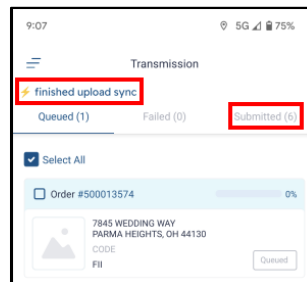 9:07 5G 75%
Transmission
⚡ finished upload sync
Queued (1) Failed (0) Submitted (6)
Select All
Order #500013574 0%
7845 WEDDING WAY
PARMA HEIGHTS, OH 44130
CODE
FII Queued